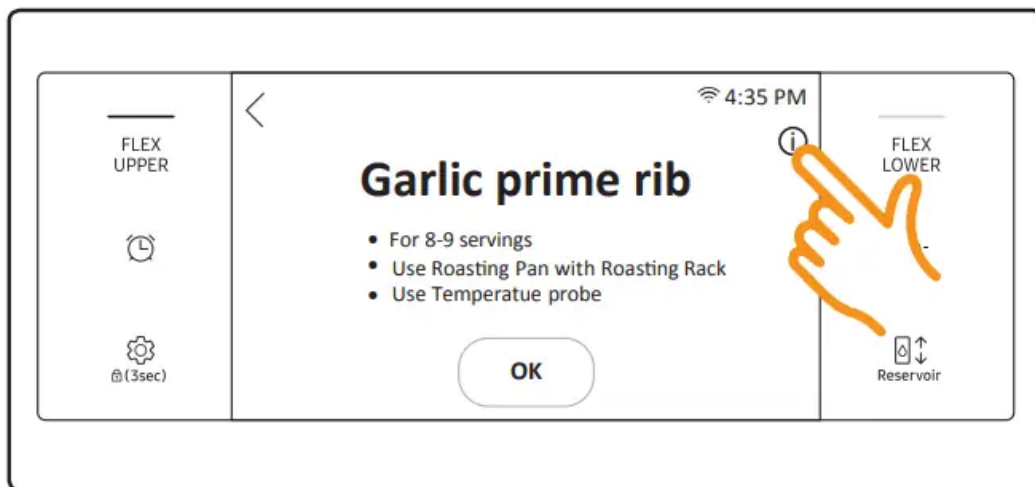 4:35 PM
FLEX
UPPER
FLEX
LOWER
Garlic prime rib
• For 8-9 servings
• Use Roasting Pan with Roasting Rack
• Use Temperatue probe
OK
(3sec)
Reservoir